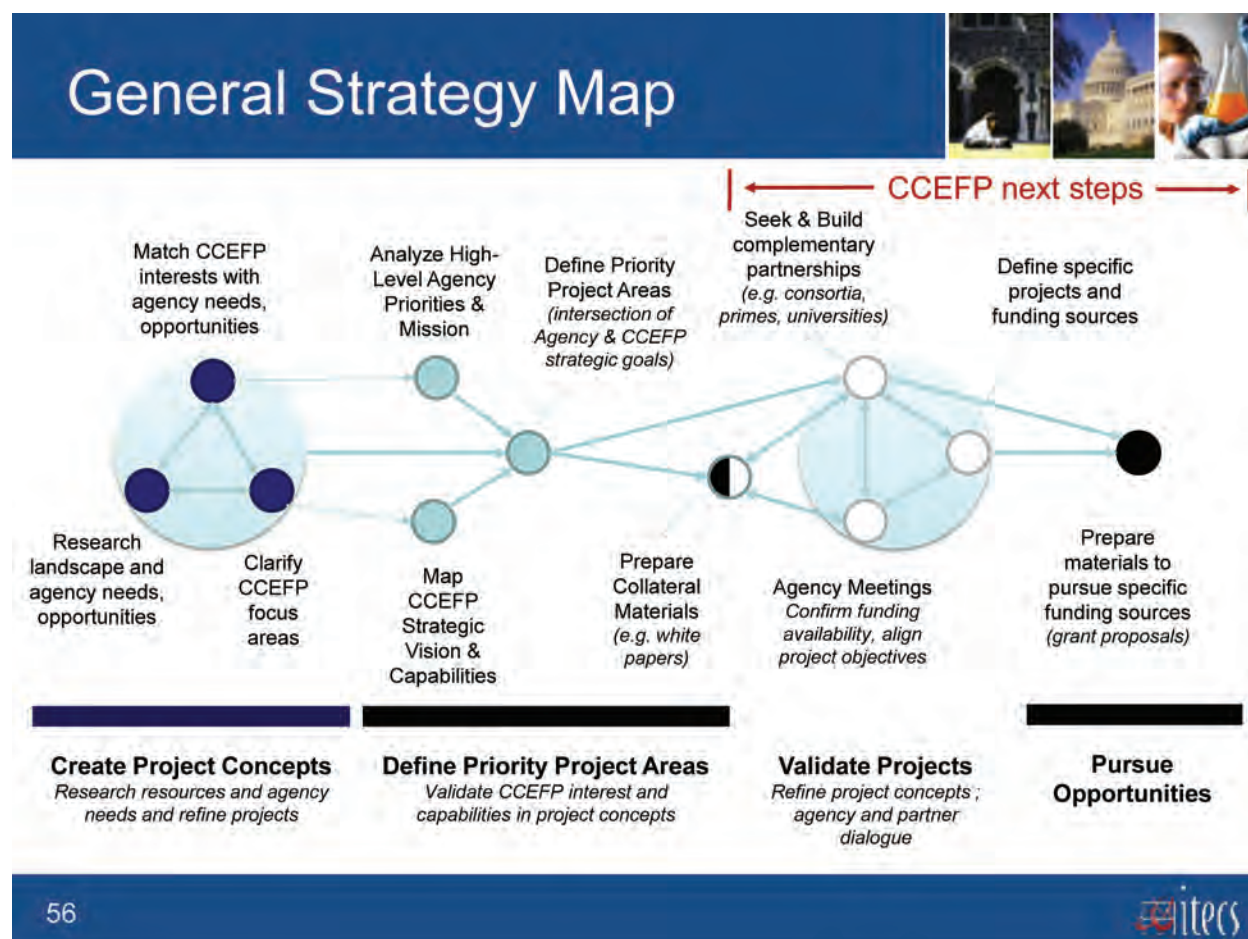 General Strategy Map
CCEFP next steps
Match CCEFP
interests with
agency needs,
opportunities
Analyze High-
Level Agency
Priorities &
Mission
Define Priority
Project Areas
(intersection of
Agency & CCEFP
strategic goals)
Seek & Build
complementary
partnerships
(e.g. consortia,
primes, universities)
Define specific
projects and
funding sources
Research
landscape and
agency needs,
opportunities
Clarify
CCEFP
focus
areas
Map
CCEFP
Strategic
Vision &
Capabilities
Prepare
Collateral
Materials
(e.g. white
papers)
Agency Meetings
Confirm funding
availability, align
project objectives
Prepare
materials to
pursue specific
funding sources
(grant proposals)
Create Project Concepts
Research resources and agency
needs and refine projects
Define Priority Project Areas
Validate CCEFP interest and
capabilities in project concepts
Validate Projects
Refine project concepts ;
agency and partner
dialogue
Pursue
Opportunities
56